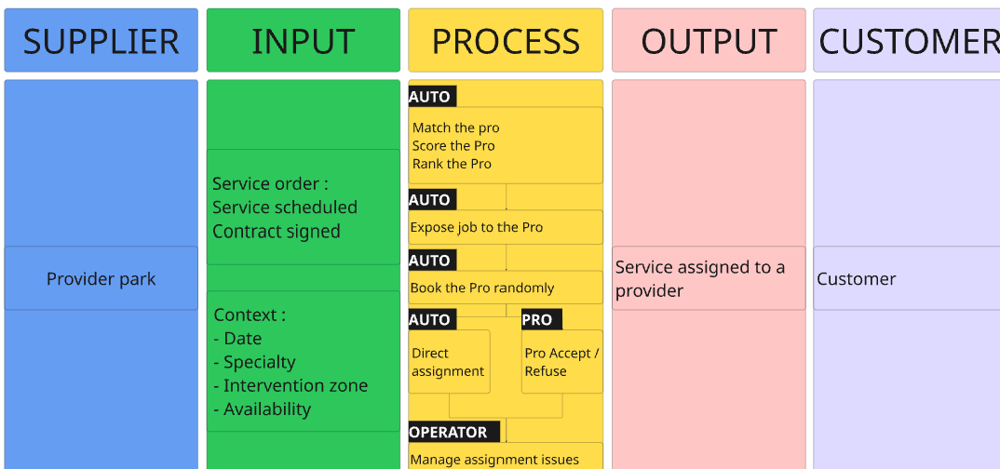 SUPPLIER
INPUT
PROCESS
OUTPUT
CUSTOMER
Provider park
Service order :
Service scheduled
Contract signed
Context :
- Date
- Specialty
- Intervention zone
- Availability
AUTO
Match the pro
Score the Pro
Rank the Pro
AUTO
Expose job to the Pro
AUTO
Book the Pro randomly
AUTO
Direct
assignment
PRO
Pro Accept /
Refuse
OPERATOR
Manage assignment issues
Service assigned to a
provider
Customer